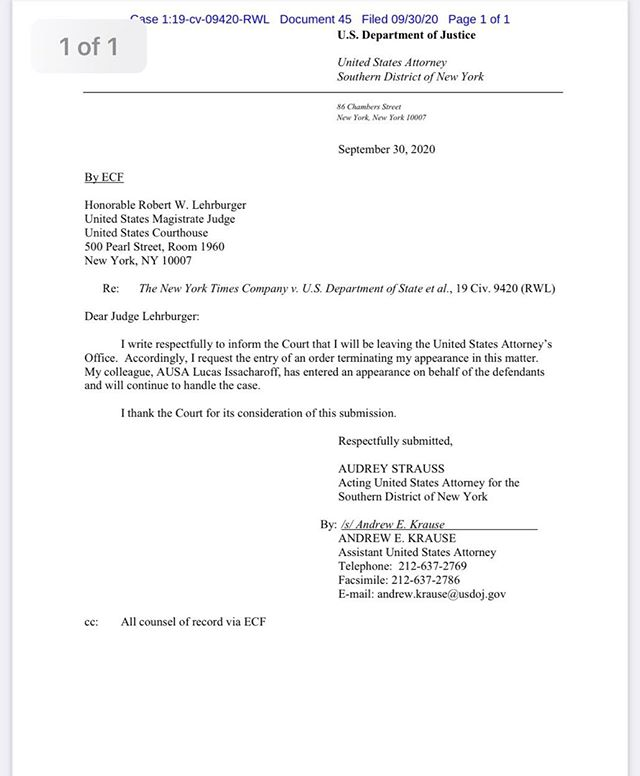 Case 1:19-cv-09420-RWL Document 45 Filed 09/30/20 Page 1 of 1
1 of 1
U.S. Department of Justice
United States Attorney
Southern District of New York
86 Chambers Street
New York, New York 10007
September 30, 2020
By ECF
Honorable Robert W. Lehrburger
United States Magistrate Judge
United States Courthouse
500 Pearl Street, Room 1960
New York, NY 10007
Re: The New York Times Company v. U.S. Department of State et al., 19 Civ. 9420 (RWL)
Dear Judge Lehrburger:
I write respectfully to inform the Court that I will be leaving the United States Attorney’s
Office. Accordingly, I request the entry of an order terminating my appearance in this matter.
My colleague, AUSA Lucas Issacharoff, has entered an appearance on behalf of the defendants
and will continue to handle the case.
I thank the Court for its consideration of this submission.
Respectfully submitted,
AUDREY STRAUSS
Acting United States Attorney for the
Southern District of New York
By: /s/ Andrew E. Krause
ANDREW E. KRAUSE
Assistant United States Attorney
Telephone: 212-637-2769
Facsimile: 212-637-2786
E-mail: andrew.krause@usdoj.gov
cc: All counsel of record via ECF